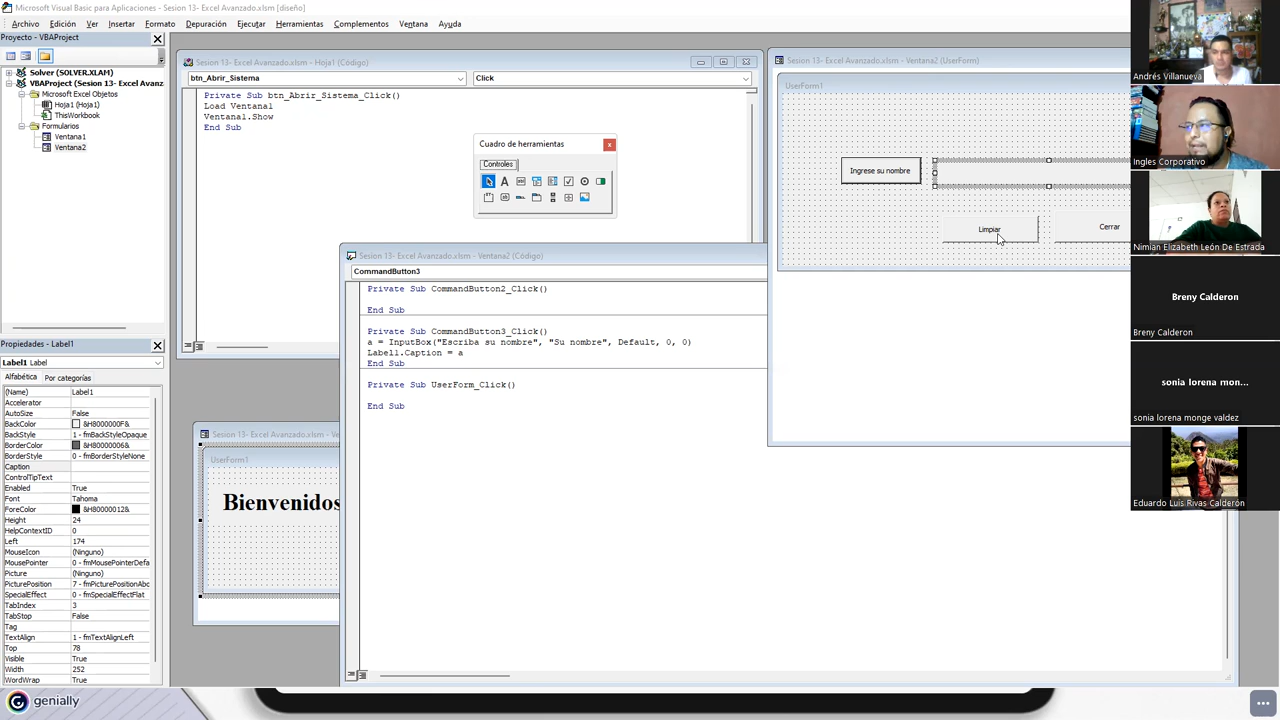 Microsoft Visual Basic para Aplicaciones - Sesion 13- Excel Avanzado.xlsm [diseño]
Archivo Edición Ver Insertar Formato Depuración Ejecutar Herramientas Complementos Ventana Ayuda
Proyecto - VBAProject
Solver (SOLVER.XLAM)
VBAProject (Sesion 13- Excel Avanz
Microsoft Excel Objetos
Hoja1 (Hoja1)
ThisWorkbook
Formularios
Ventana1
Ventana2
Propiedades - Label1
Label1 Label
Alfabética Por categorías
(Name) Label1
Accelerator
AutoSize False
BackColor &H8000000F&
BackStyle 1 - fmBackStyleOpaque
BorderColor &H80000006&
BorderStyle 0 - fmBorderStyleNone
Caption
ControlTipText
Enabled True
Font Tahoma
ForeColor &H80000012&
Height 24
HelpContextID 0
Left 174
MouseIcon (Ninguno)
MousePointer 0 - fmMousePointerDefa
Picture (Ninguno)
PicturePosition 7 - fmPicturePositionAbo
SpecialEffect 0 - fmSpecialEffectFlat
TabIndex 3
TabStop False
Tag
TextAlign 1 - fmTextAlignLeft
Top 78
Visible True
Width 252
WordWrap True
Sesion 13- Excel Avanzado.xlsm - Hoja1 (Código)
btn_Abrir_Sistema Click
Private Sub btn_Abrir_Sistema_Click()
Load Ventana1
Ventana1.Show
End Sub
Cuadro de herramientas
Controles
Sesion 13- Excel Avanzado.xlsm - Ventana2 (UserForm)
UserForm1
Ingrese su nombre
Limpiar
Cerrar
Sesion 13- Excel Avanzado.xlsm - Ventana2 (Código)
CommandButton3
Private Sub CommandButton2_Click()
End Sub
Private Sub CommandButton3_Click()
a = InputBox("Escriba su nombre", "Su nombre", Default, 0, 0)
Label1.Caption = a
End Sub
Private Sub UserForm_Click()
End Sub
Sesion 13- Excel Avanzado.xlsm - Ve
UserForm1
Bienvenidos
Andrés Villanueva
Ingles Corporativo
Nimian Elizabeth León De Estrada
Breny Calderon
Breny Calderon
sonia lorena mon...
sonia lorena monge valdez
Eduardo Luis Rivas Calderón
genially